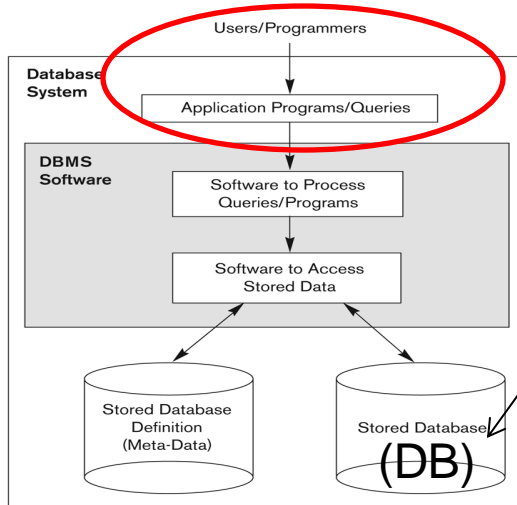 Users/Programmers
Database
System
Application Programs/Queries
DBMS
Software
Software to Process
Queries/Programs
Software to Access
Stored Data
Stored Database
Definition
(Meta-Data)
Stored Database
(DB)